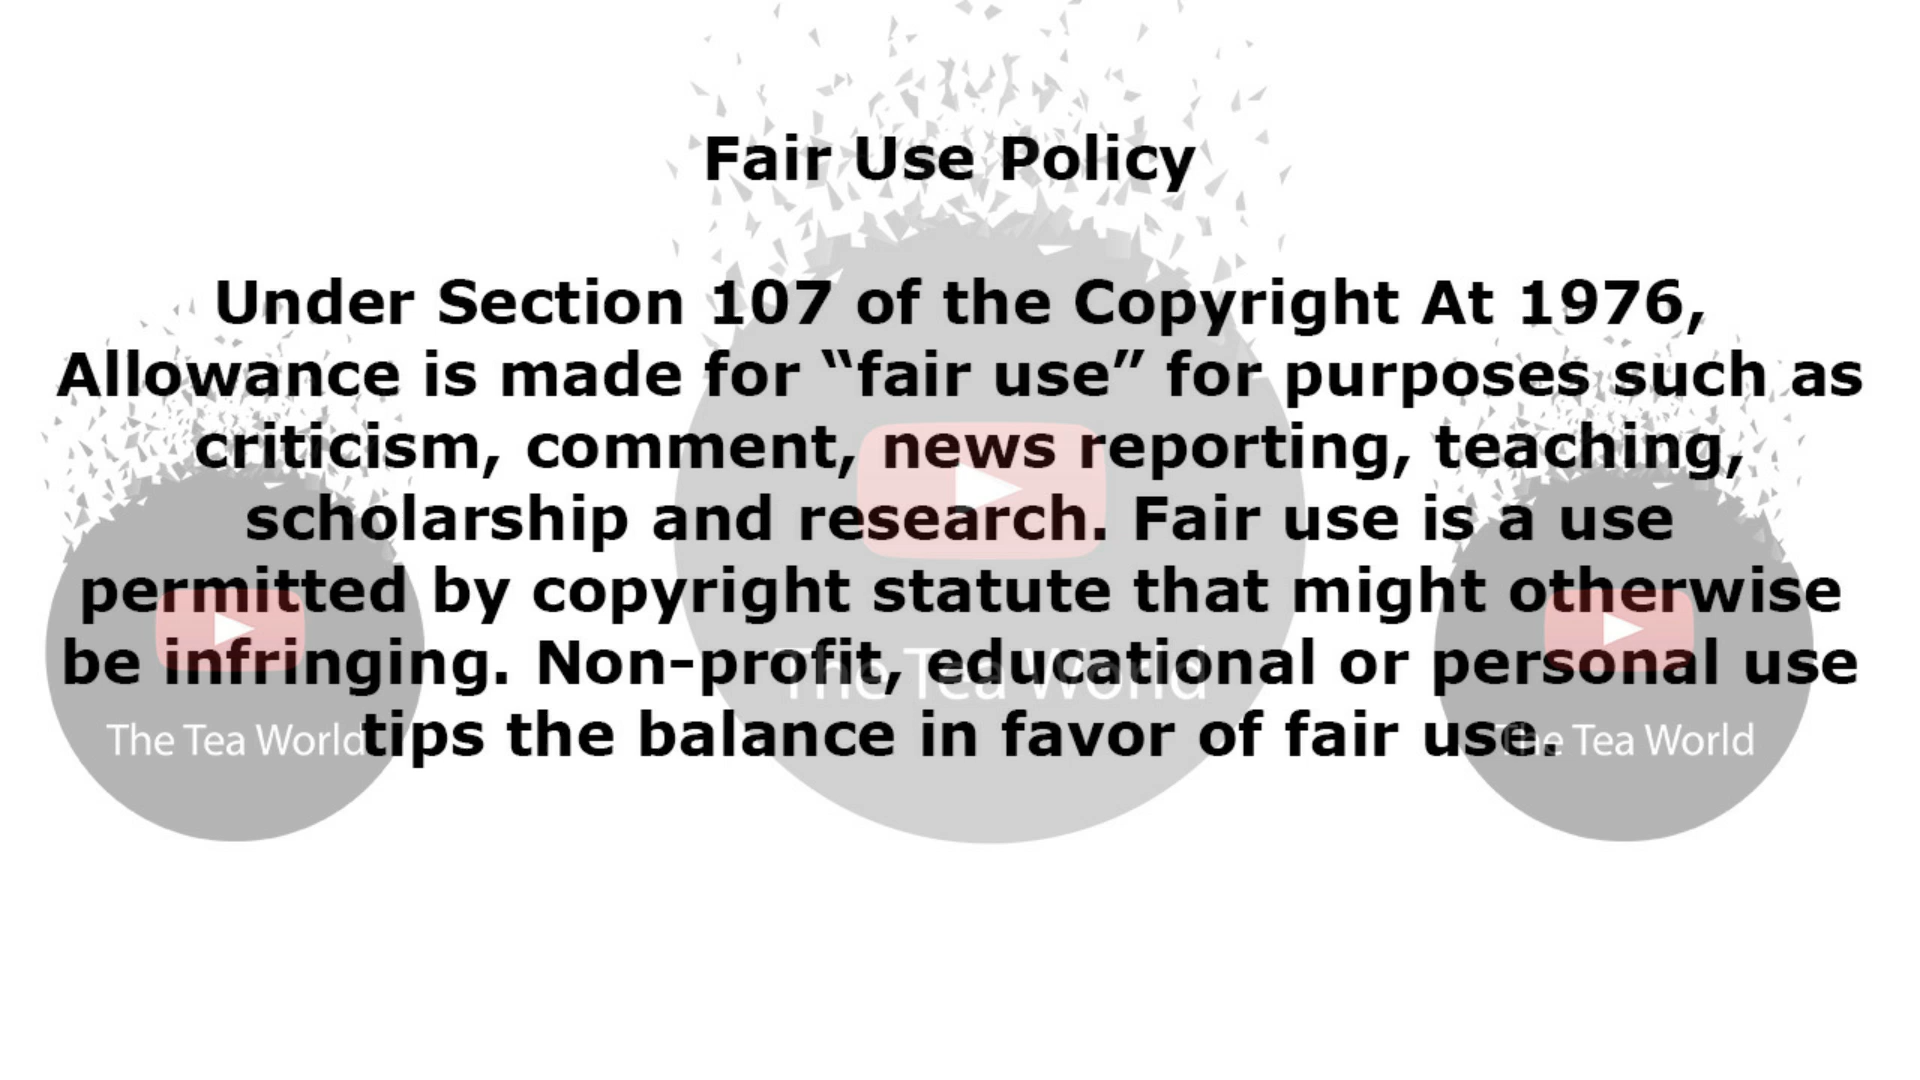 Fair Use Policy
Under Section 107 of the Copyright At 1976,
Allowance is made for “fair use” for purposes such as
criticism, comment, news reporting, teaching,
scholarship and research. Fair use is a use
permitted by copyright statute that might otherwise
be infringing. Non-profit, educational or personal use
tips the balance in favor of fair use.
The Tea World
The Tea World
The Tea World